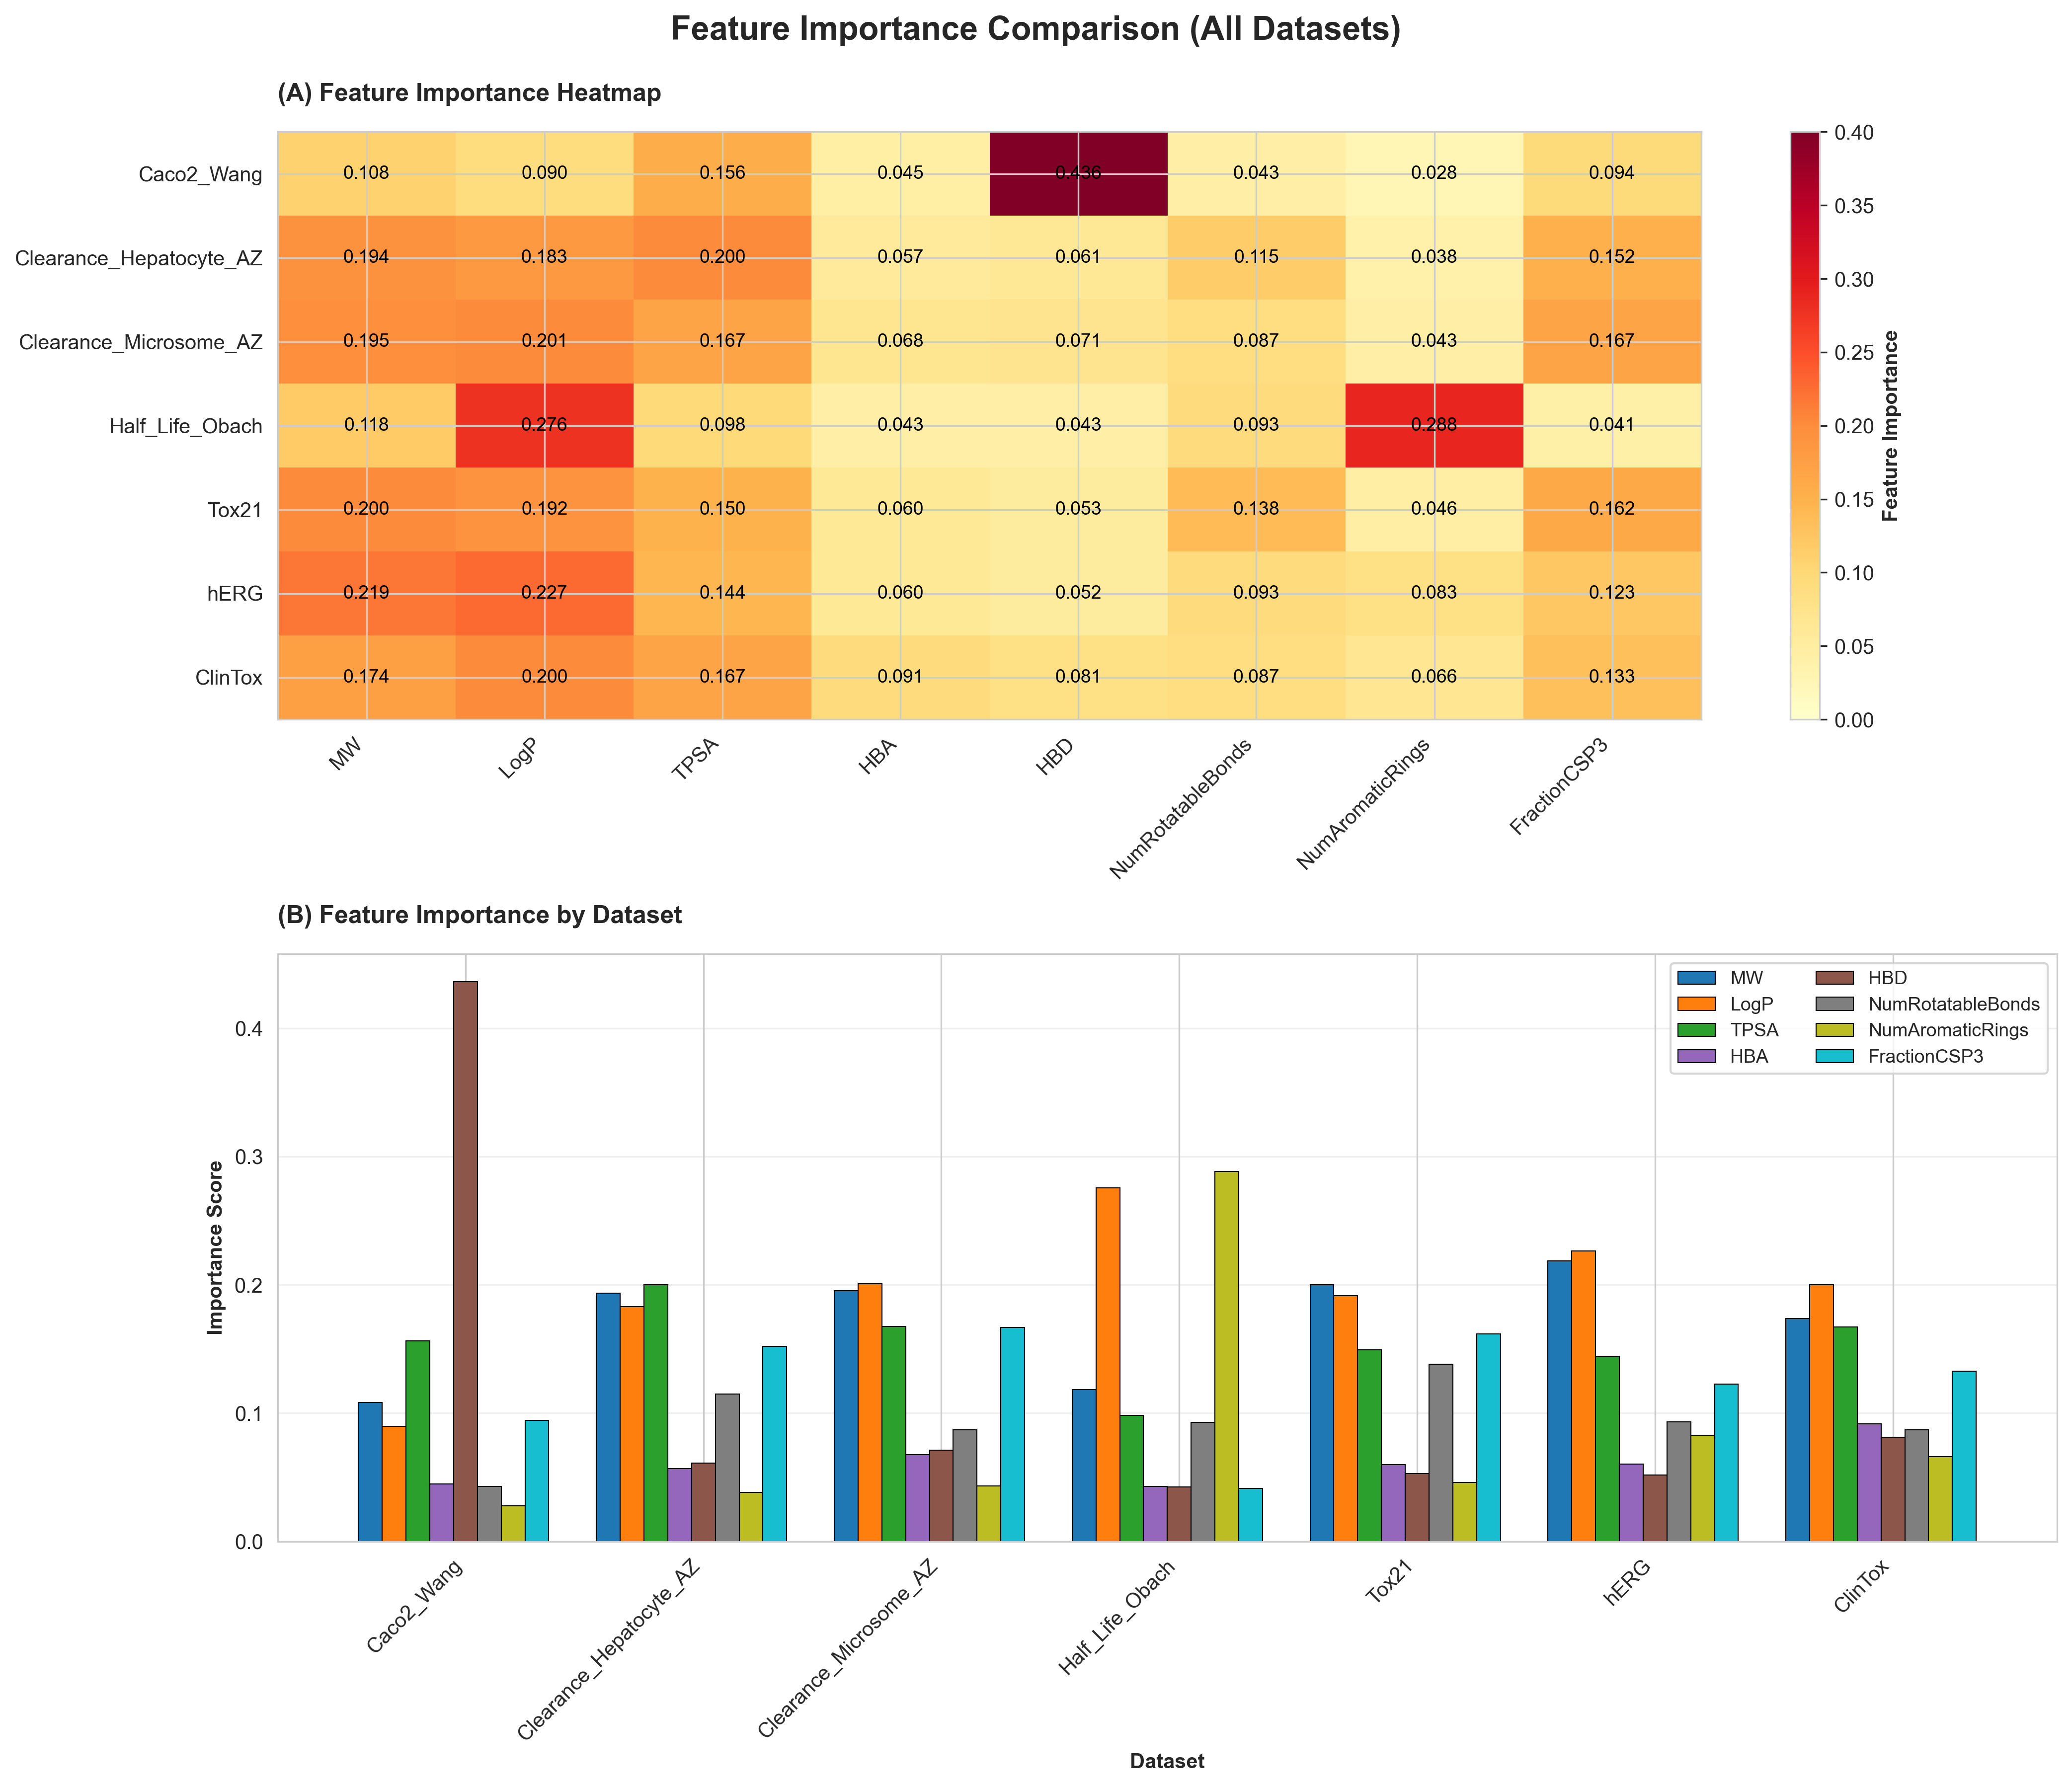 Feature Importance Comparison (All Datasets)
(A) Feature Importance Heatmap
Caco2_Wang 0.108 0.090 0.156 0.045 0.436 0.043 0.028 0.094
Clearance_Hepatocyte_AZ 0.194 0.183 0.200 0.057 0.061 0.115 0.038 0.152
Clearance_Microsome_AZ 0.195 0.201 0.167 0.068 0.071 0.087 0.043 0.167
Half_Life_Obach 0.118 0.276 0.098 0.043 0.043 0.093 0.288 0.041
Tox21 0.200 0.192 0.150 0.060 0.053 0.138 0.046 0.162
hERG 0.219 0.227 0.144 0.060 0.052 0.093 0.083 0.123
ClinTox 0.174 0.200 0.167 0.091 0.081 0.087 0.066 0.133
MW LogP TPSA HBA HBD NumRotatableBonds NumAromaticRings FractionCSP3
0.40
0.35
0.30
0.25
0.20
0.15
0.10
0.05
0.00
Feature Importance
(B) Feature Importance by Dataset
Importance Score
0.4
0.3
0.2
0.1
0.0
MW HBD
LogP NumRotatableBonds
TPSA NumAromaticRings
HBA FractionCSP3
Caco2_Wang Clearance_Hepatocyte_AZ Clearance_Microsome_AZ Half_Life_Obach Tox21 hERG ClinTox
Dataset